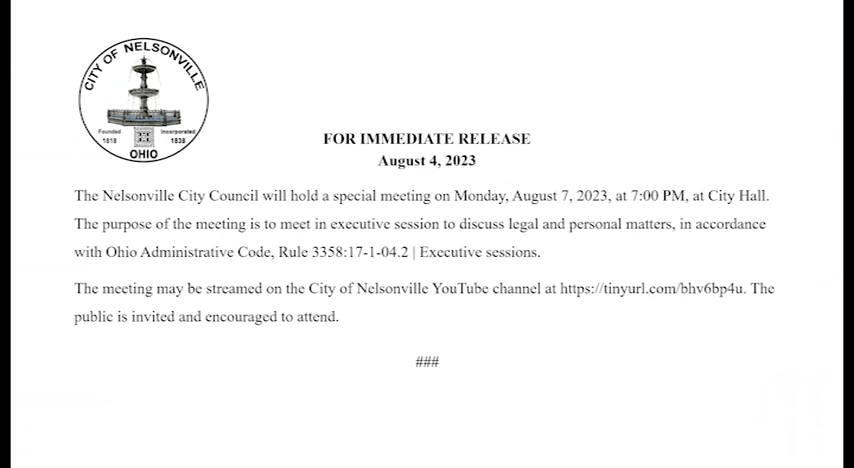 CITY OF NELSONVILLE
Founded
1818
Incorporated
1838
OHIO
FOR IMMEDIATE RELEASE
August 4, 2023
The Nelsonville City Council will hold a special meeting on Monday, August 7, 2023, at 7:00 PM, at City Hall.
The purpose of the meeting is to meet in executive session to discuss legal and personal matters, in accordance
with Ohio Administrative Code, Rule 3358:17-1-04.2 | Executive sessions.
The meeting may be streamed on the City of Nelsonville YouTube channel at https://tinyurl.com/bhv6bp4u. The
public is invited and encouraged to attend.
###